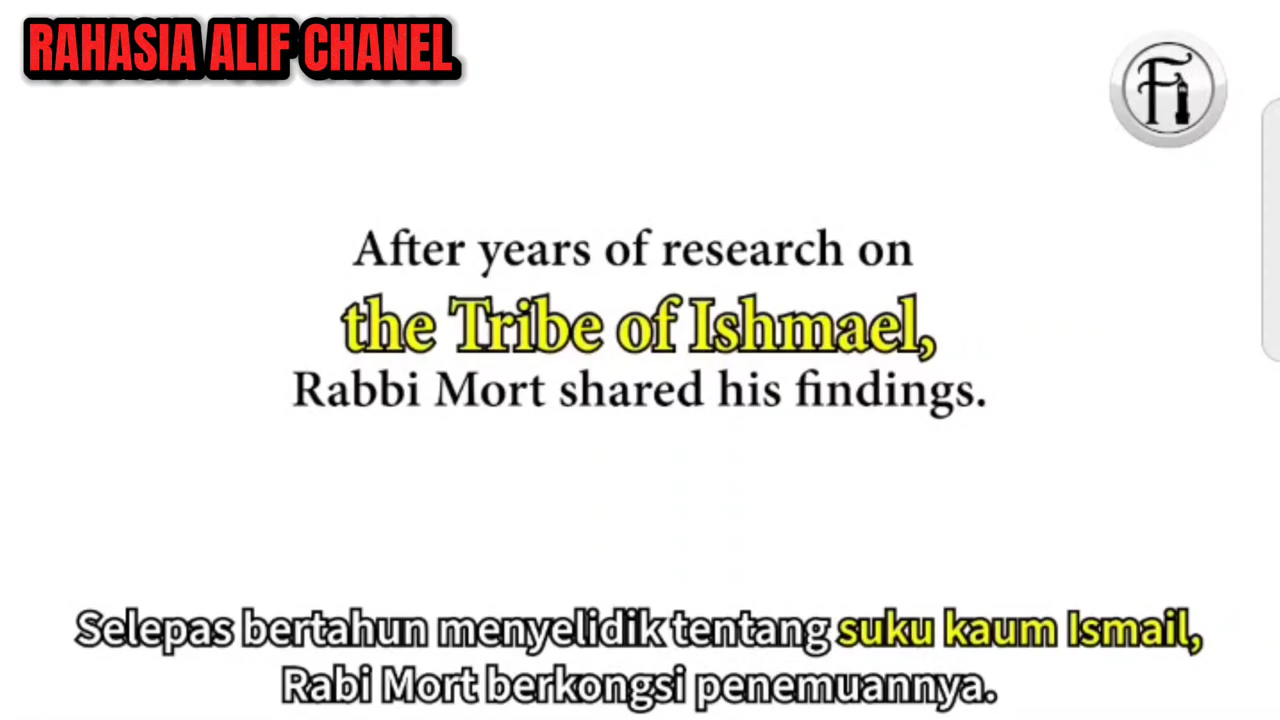 RAHASIA ALIF CHANEL
Fi
After years of research on
the Tribe of Ishmael,
Rabbi Mort shared his findings.
Selepas bertahun menyelidik tentang suku kaum Ismail,
Rabi Mort berkongsi penemuannya.